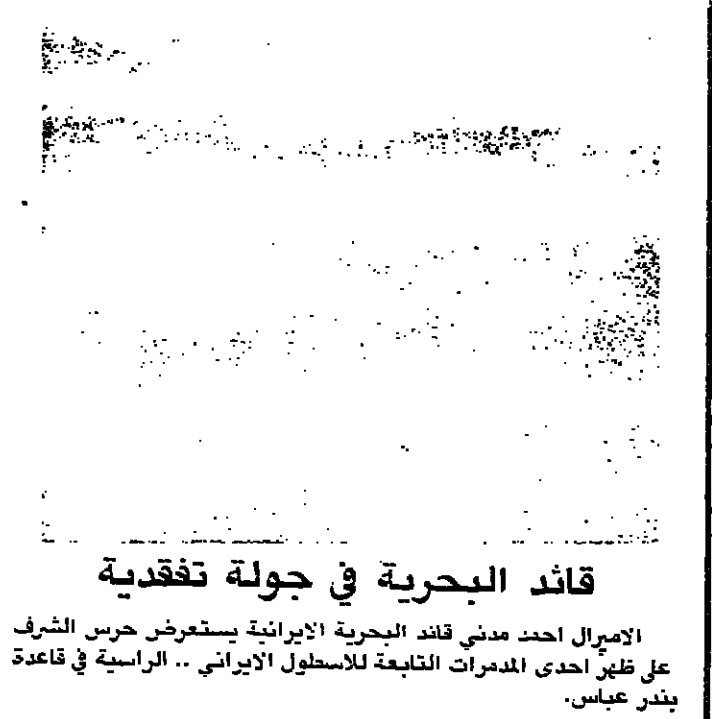 قائد البحرية في جولة تفقدية
الاميرال احمد مدني قائد البحرية الايرانية يستعرض حرس الشرف
على ظهر احدى المدمرات التابعة للاسطول الايراني .. الراسية في قاعدة
بندر عباس.